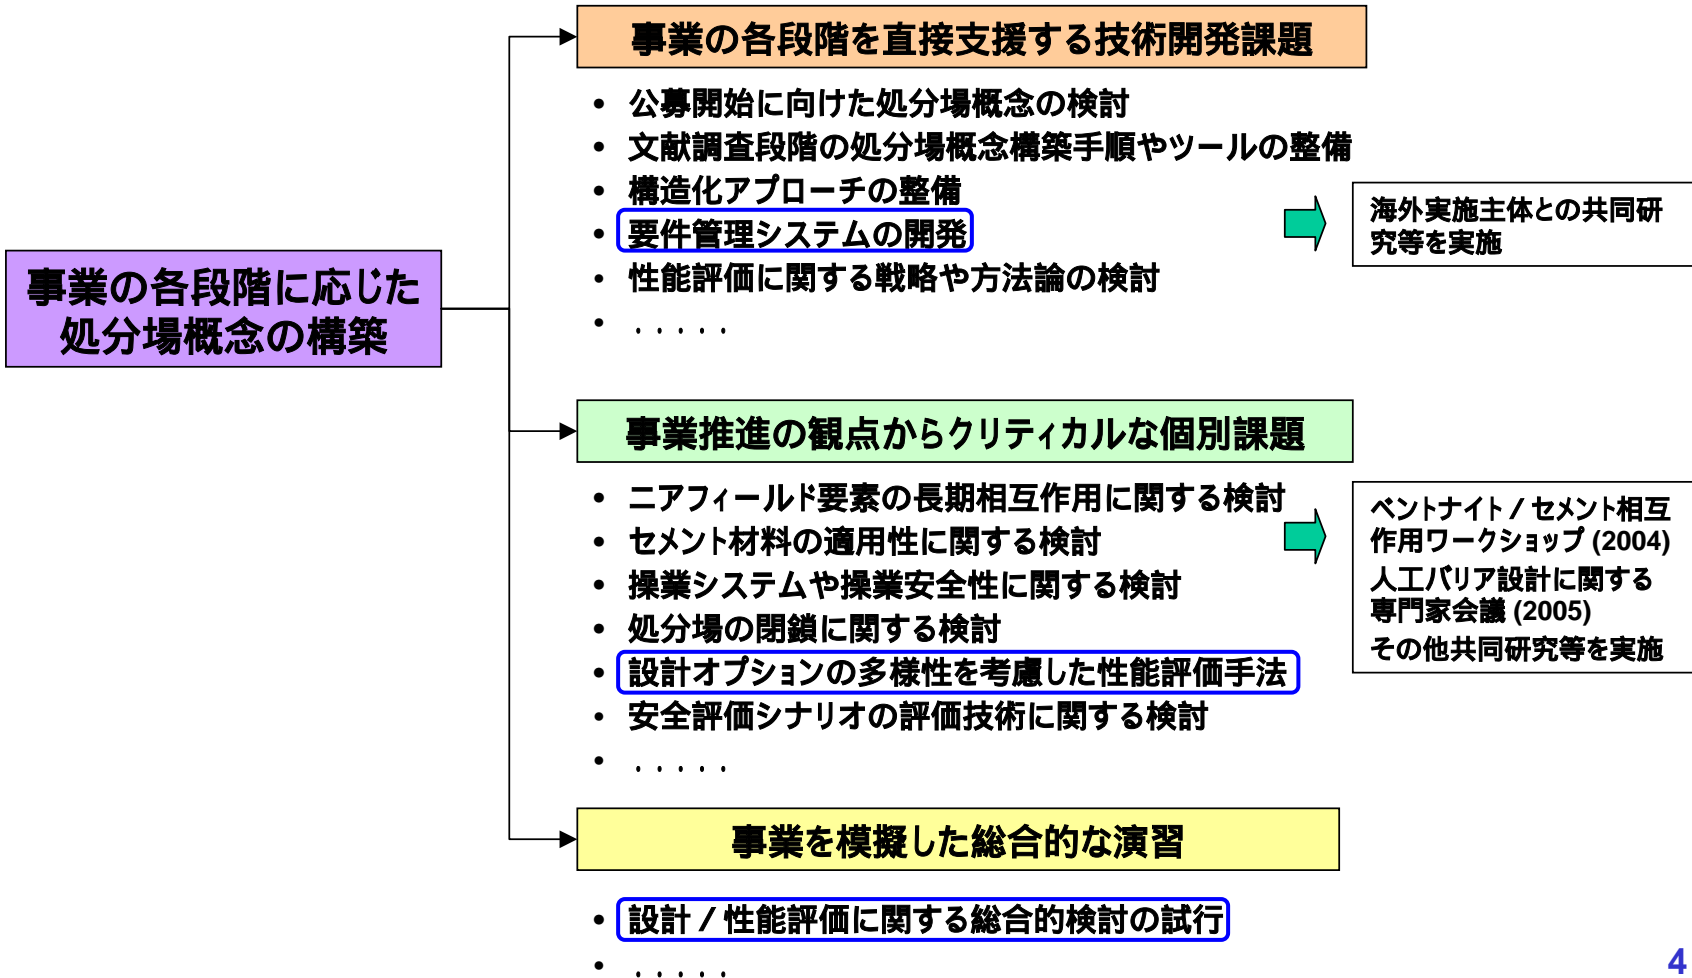 事業の各段階に応じた
処分場概念の構築
事業の各段階を直接支援する技術開発課題
• 公募開始に向けた処分場概念の検討
• 文献調査段階の処分場概念構築手順やツールの整備
• 構造化アプローチの整備
• 要件管理システムの開発
• 性能評価に関する戦略や方法論の検討
• . . . . .
海外実施主体との共同研
究等を実施
事業推進の観点からクリティカルな個別課題
• ニアフィールド要素の長期相互作用に関する検討
• セメント材料の適用性に関する検討
• 操業システムや操業安全性に関する検討
• 処分場の閉鎖に関する検討
• 設計オプションの多様性を考慮した性能評価手法
• 安全評価シナリオの評価技術に関する検討
• . . . . .
ベントナイト/セメント相互
作用ワークショップ (2004)
人工バリア設計に関する
専門家会議 (2005)
その他共同研究等を実施
事業を模擬した総合的な演習
• 設計/性能評価に関する総合的検討の試行
• . . . . .
4